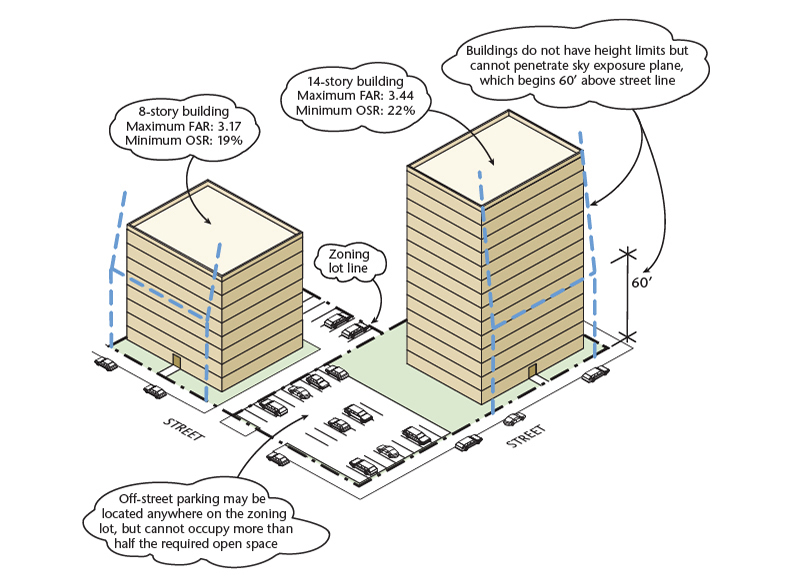 Buildings do not have height limits but
cannot penetrate sky exposure plane,
which begins 60' above street line
14-story building
Maximum FAR: 3.44
Minimum OSR: 22%
8-story building
Maximum FAR: 3.17
Minimum OSR: 19%
Zoning
lot line
60'
STREET
STREET
Off-street parking may be
located anywhere on the zoning
lot, but cannot occupy more than
half the required open space